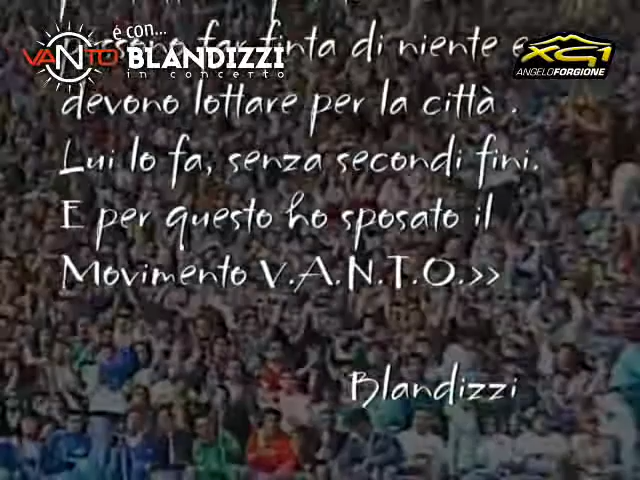 é con...
VANTO BLANDIZZI
in concerto
XG1
ANGELOFORGIONE
possono far finta di niente e
devono lottare per la città .
Lui lo fa, senza secondi fini.
E per questo ho sposato il
Movimento V.A.N.T.O.>>
Blandizzi